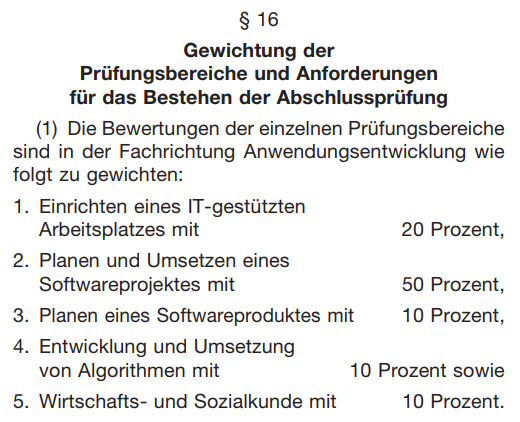 § 16
Gewichtung der
Prüfungsbereiche und Anforderungen
für das Bestehen der Abschlussprüfung
(1) Die Bewertungen der einzelnen Prüfungsbereiche
sind in der Fachrichtung Anwendungsentwicklung wie
folgt zu gewichten:
1. Einrichten eines IT-gestützten
Arbeitsplatzes mit 20 Prozent,
2. Planen und Umsetzen eines
Softwareprojektes mit 50 Prozent,
3. Planen eines Softwareproduktes mit 10 Prozent,
4. Entwicklung und Umsetzung
von Algorithmen mit 10 Prozent sowie
5. Wirtschafts- und Sozialkunde mit 10 Prozent.